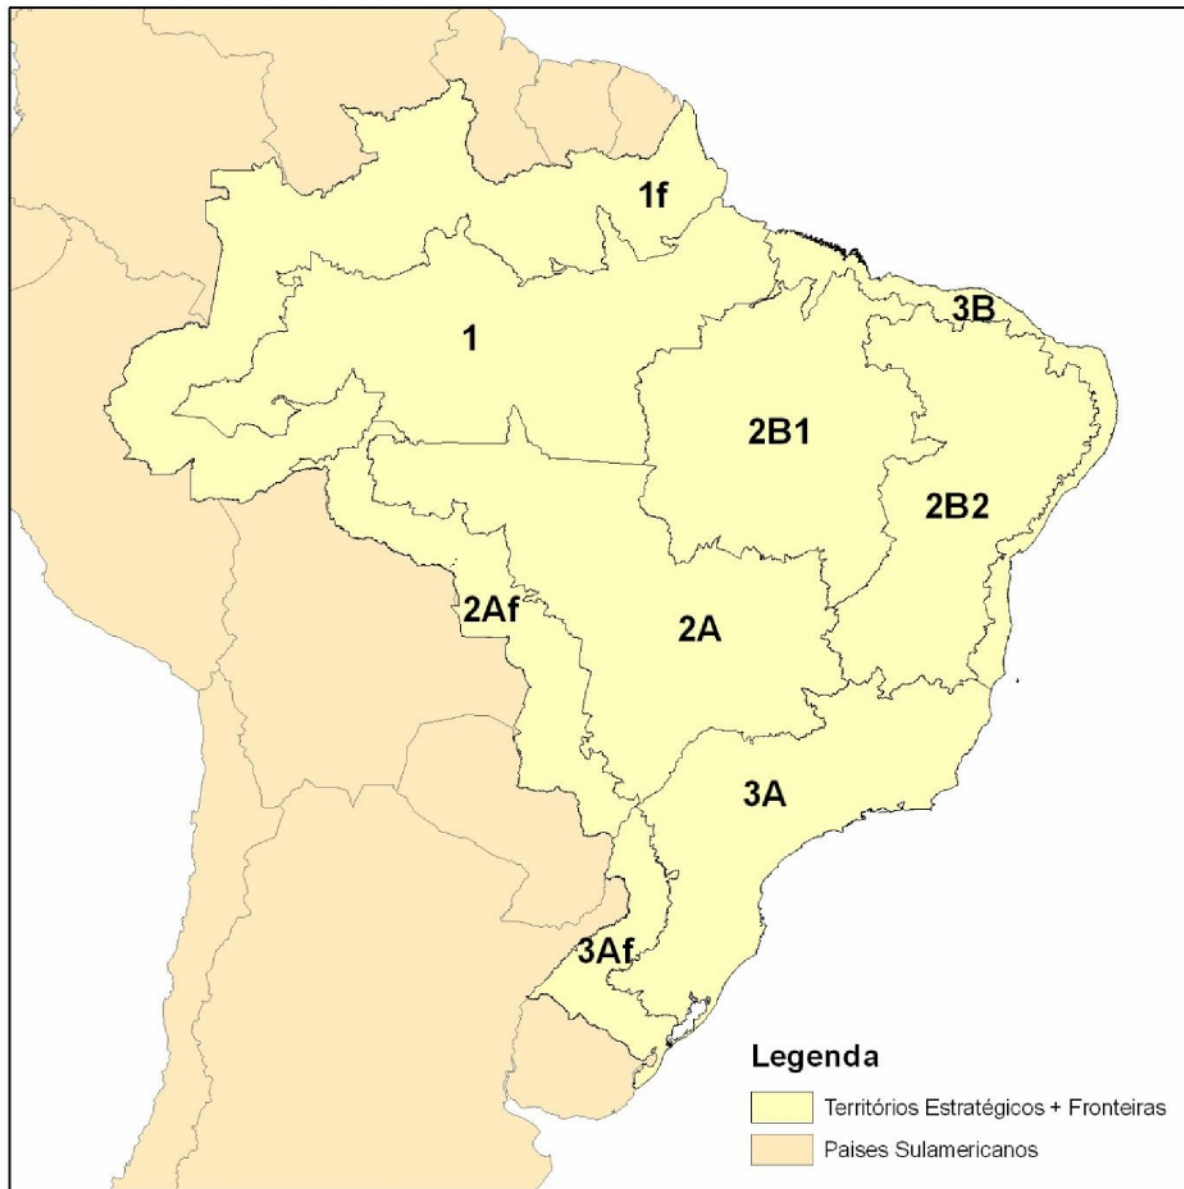 1f
3B
1
2B1
2B2
2Af
2A
3A
3Af
Legenda
Territórios Estratégicos + Fronteiras
Paises Sulamericanos